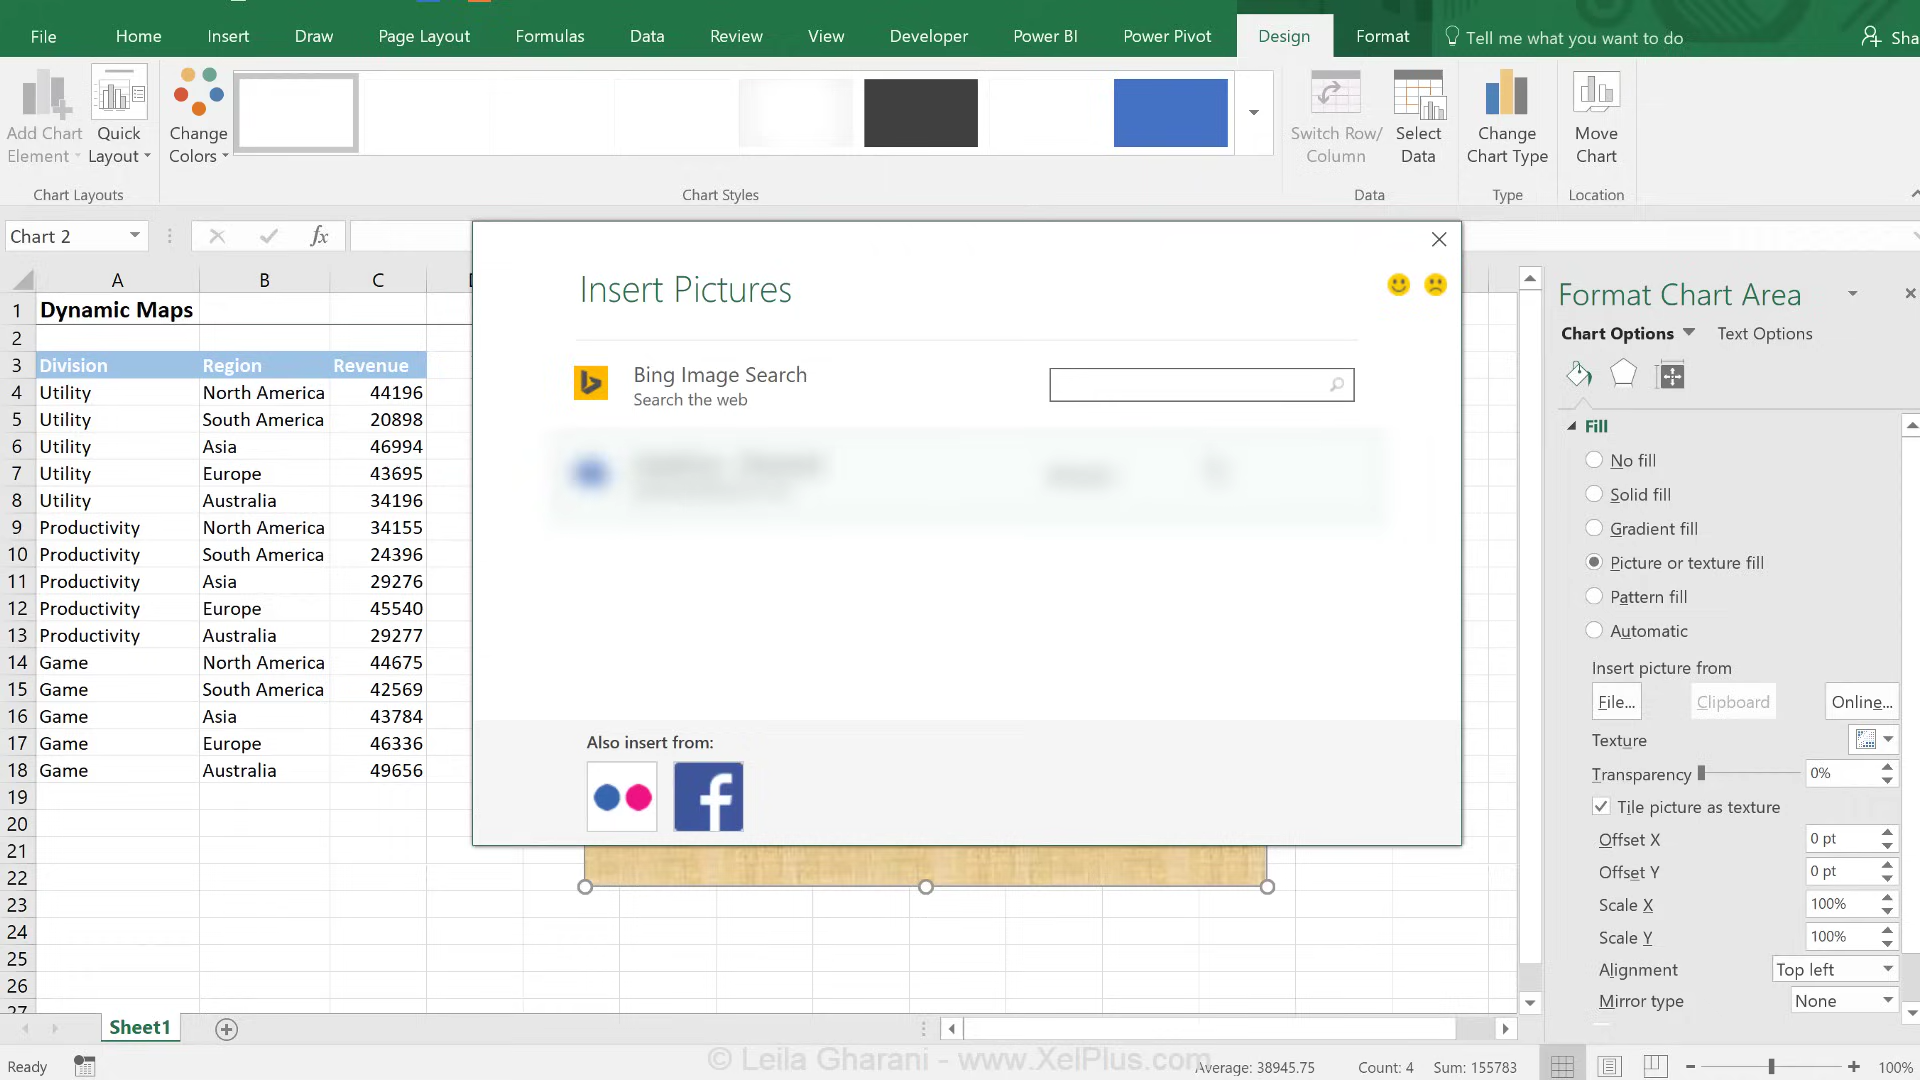 File Home Insert Draw Page Layout Formulas Data Review View Developer Power BI Power Pivot Design Format Tell me what you want to do Sha
Add Chart Element
Quick Layout
Change Colors
Switch Row/ Column
Select Data
Change Chart Type
Move Chart
Chart Layouts Chart Styles Data Type Location
Chart 2 fx
A B C
1 Dynamic Maps
2
3 Division Region Revenue
4 Utility North America 44196
5 Utility South America 20898
6 Utility Asia 46994
7 Utility Europe 43695
8 Utility Australia 34196
9 Productivity North America 34155
10 Productivity South America 24396
11 Productivity Asia 29276
12 Productivity Europe 45540
13 Productivity Australia 29277
14 Game North America 44675
15 Game South America 42569
16 Game Asia 43784
17 Game Europe 46336
18 Game Australia 49656
19
20
21
22
23
24
25
26
27
Insert Pictures
Bing Image Search
Search the web
Also insert from:
Format Chart Area
Chart Options Text Options
Fill
No fill
Solid fill
Gradient fill
Picture or texture fill
Pattern fill
Automatic
Insert picture from
File... Clipboard Online...
Texture
Transparency 0%
Tile picture as texture
Offset X 0 pt
Offset Y 0 pt
Scale X 100%
Scale Y 100%
Alignment Top left
Mirror type None
Sheet1
Ready © Leila Gharani - www.XelPlus.com Average: 38945.75 Count: 4 Sum: 155783 100%